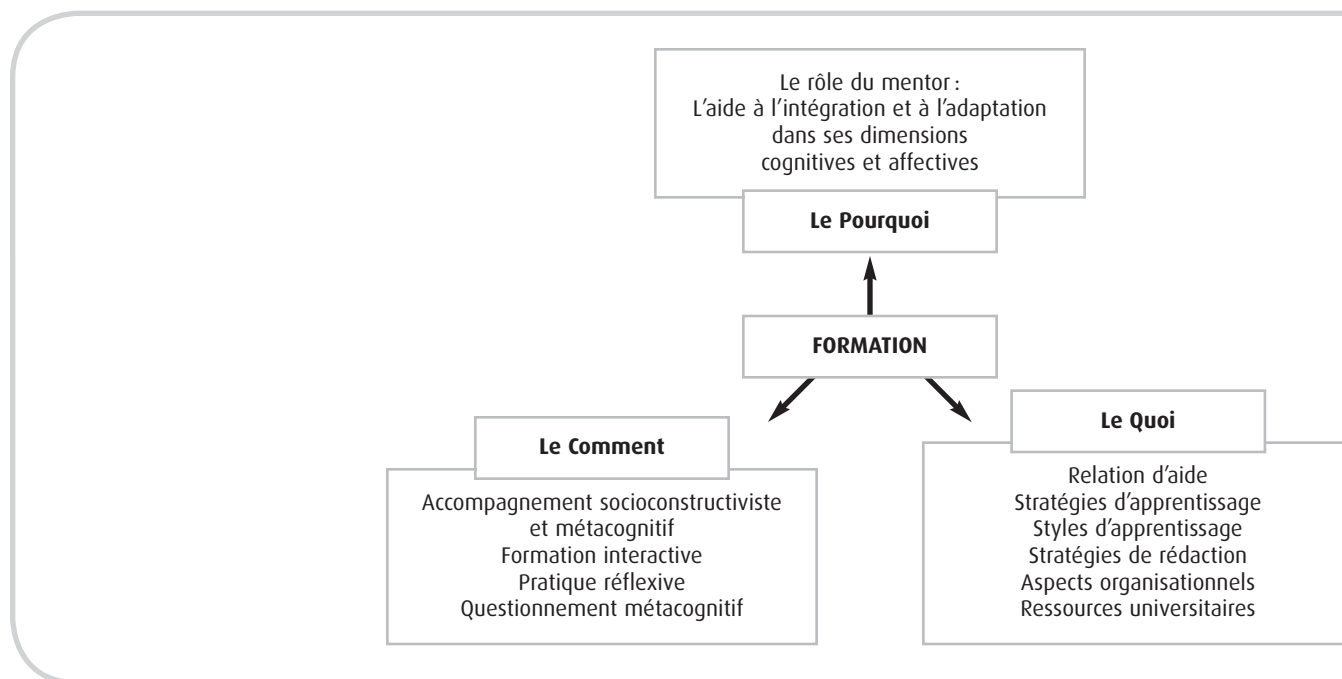 Le rôle du mentor :
L'aide à l'intégration et à l'adaptation
dans ses dimensions
cognitives et affectives
Le Pourquoi
FORMATION
Le Comment
Accompagnement socioconstructiviste
et métacognitif
Formation interactive
Pratique réflexive
Questionnement métacognitif
Le Quoi
Relation d'aide
Stratégies d'apprentissage
Styles d'apprentissage
Stratégies de rédaction
Aspects organisationnels
Ressources universitaires